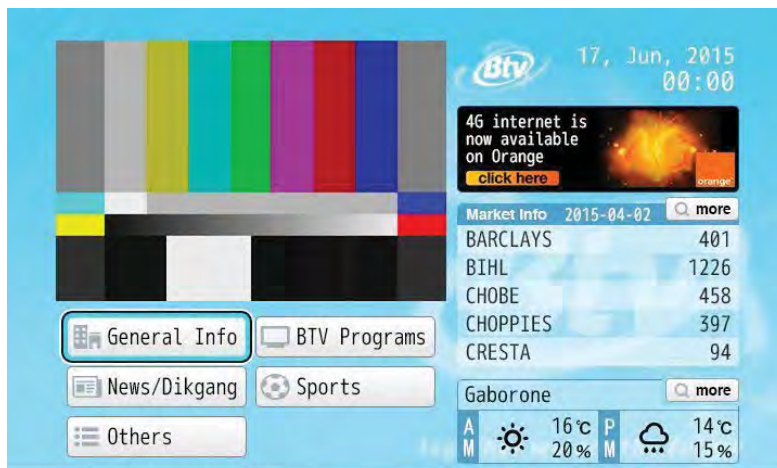 Btv
17, Jun, 2015
00:00
4G internet is
now available
on Orange
click here
orange
Market Info 2015-04-02 more
BARCLAYS 401
BIHL 1226
CHOBE 458
CHOPPIES 397
CRESTA 94
General Info
BTV Programs
News/Dikgang
Sports
Others
Gaborone more
AM 16℃ 20% PM 14℃ 15%